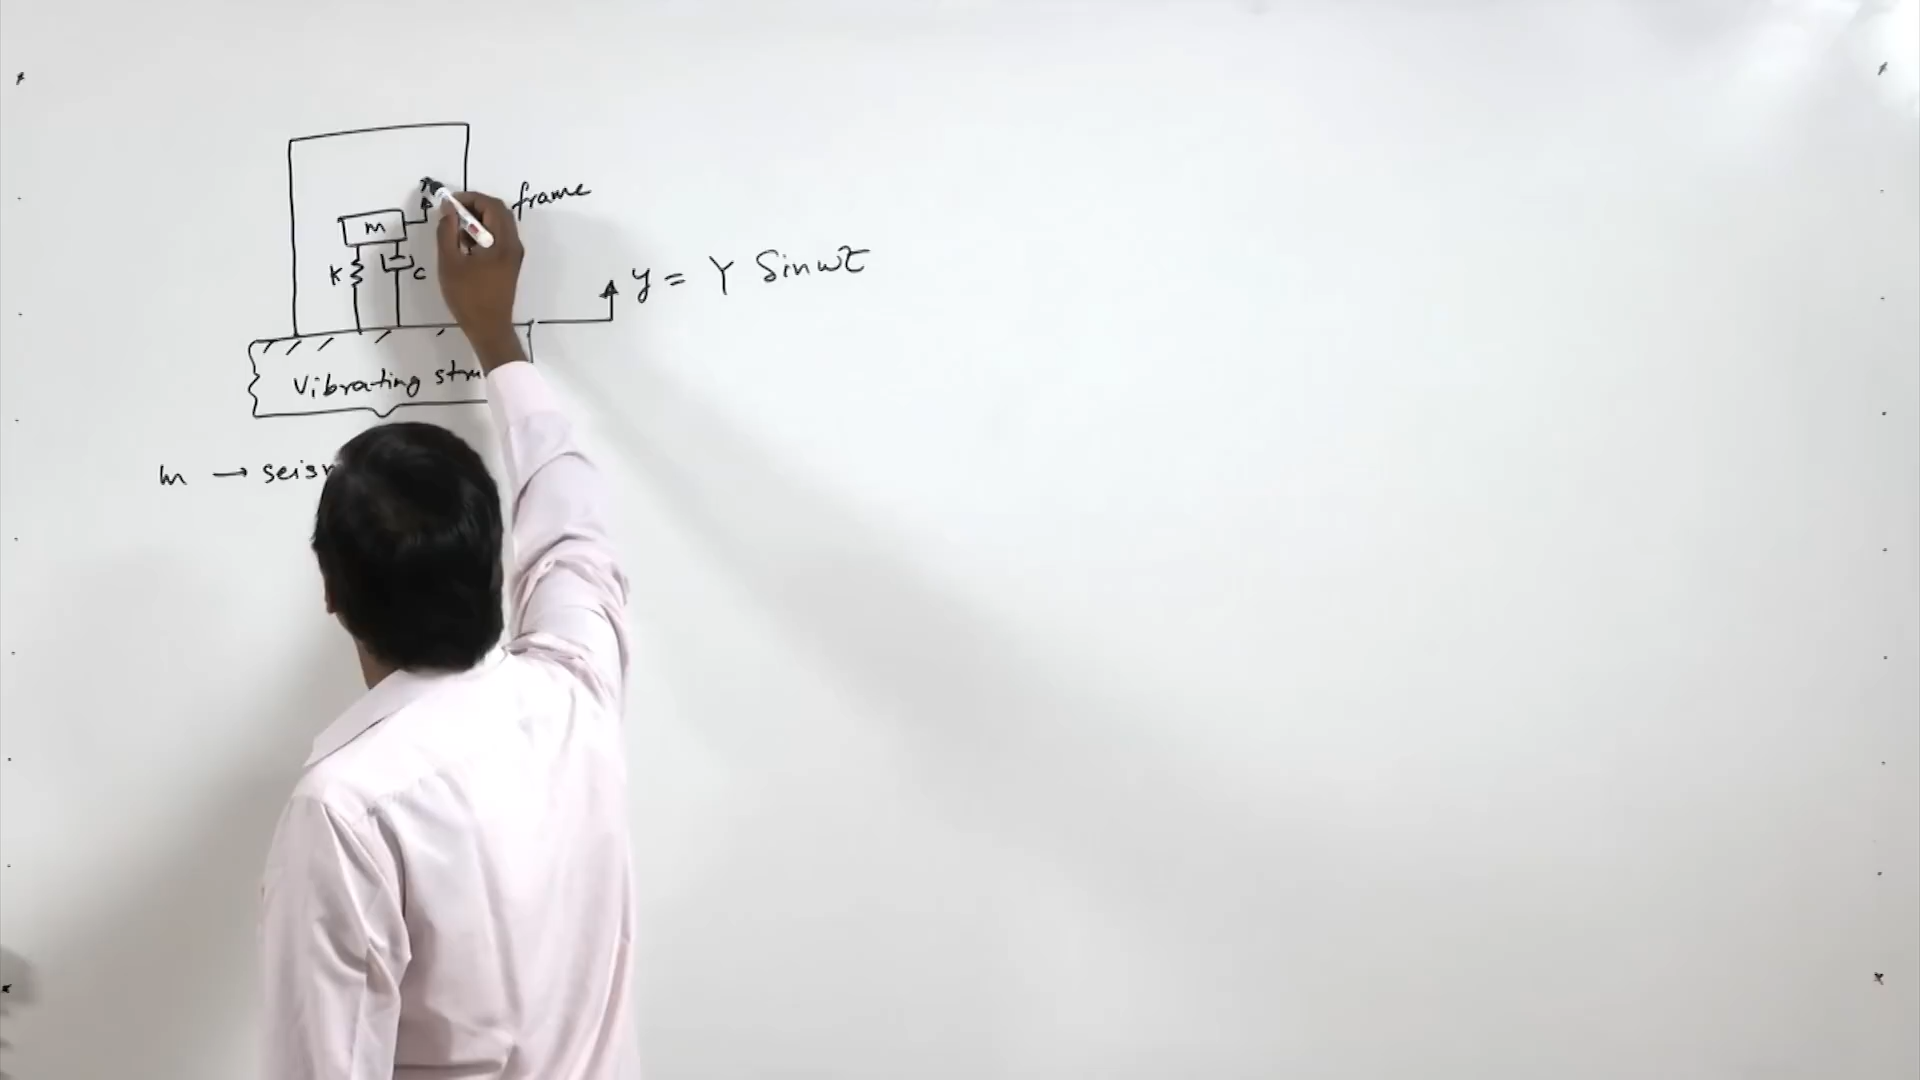 x
frame
m
K
c
y = Y Sinωt
Vibrating
m → seis